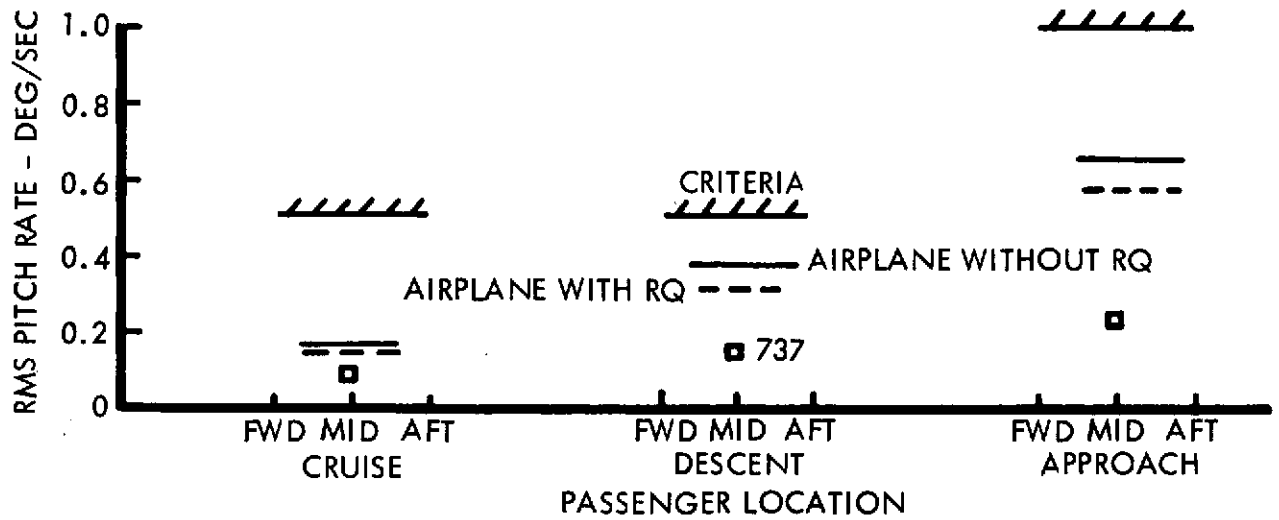 RMS PITCH RATE - DEG/SEC
1.0
0.8
0.6
0.4
0.2
0
CRITERIA
AIRPLANE WITHOUT RQ
AIRPLANE WITH RQ
737
FWD MID AFT
CRUISE
FWD MID AFT
DESCENT
FWD MID AFT
APPROACH
PASSENGER LOCATION